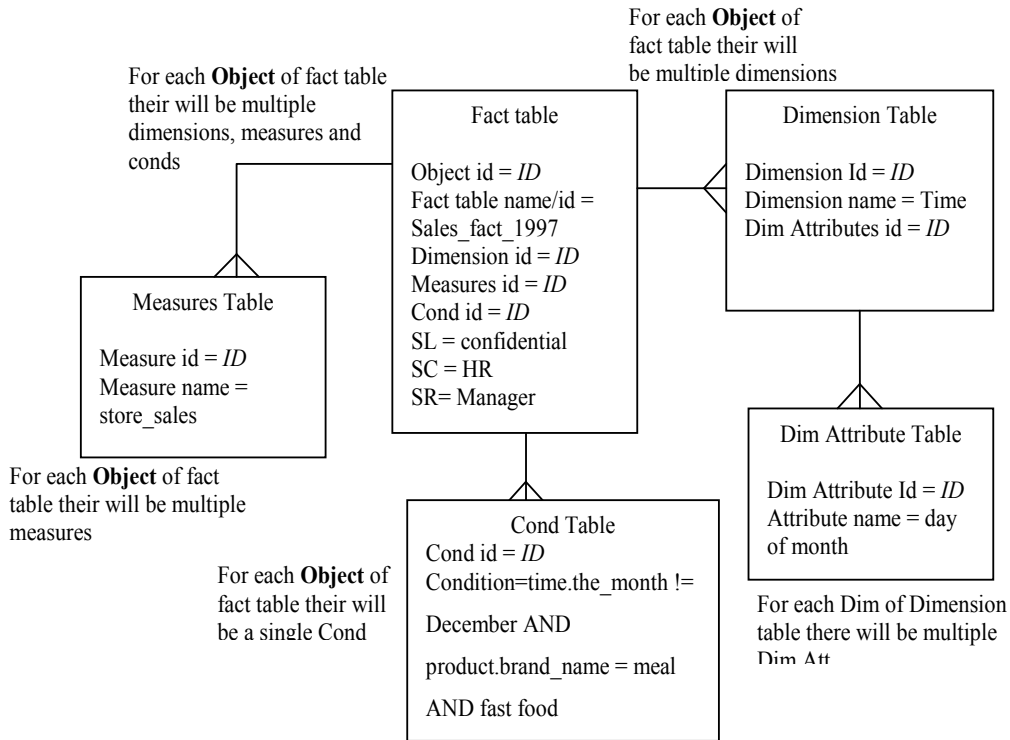 For each Object of
fact table their will
be multiple dimensions
For each Object of fact table
their will be multiple
dimensions, measures and
conds
Fact table
Object id = ID
Fact table name/id =
Sales_fact_1997
Dimension id = ID
Measures id = ID
Cond id = ID
SL = confidential
SC = HR
SR= Manager
Dimension Table
Dimension Id = ID
Dimension name = Time
Dim Attributes id = ID
Measures Table
Measure id = ID
Measure name =
store_sales
For each Object of fact
table their will be multiple
measures
Dim Attribute Table
Dim Attribute Id = ID
Attribute name = day
of month
For each Dim of Dimension
table there will be multiple
Dim Att
Cond Table
Cond id = ID
Condition=time.the_month !=
December AND
product.brand_name = meal
AND fast food
For each Object of
fact table their will
be a single Cond